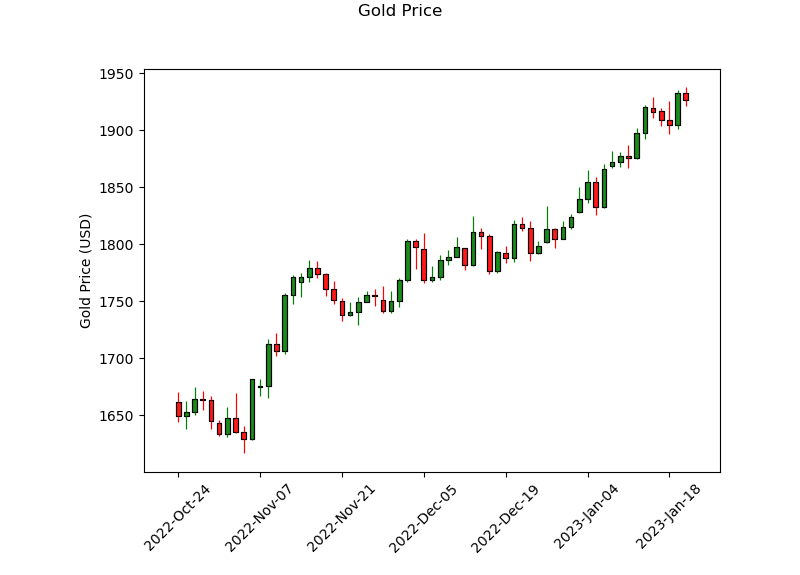 Gold Price
Gold Price (USD)
1950
1900
1850
1800
1750
1700
1650
2022-Oct-24
2022-Nov-07
2022-Nov-21
2022-Dec-05
2022-Dec-19
2023-Jan-04
2023-Jan-18